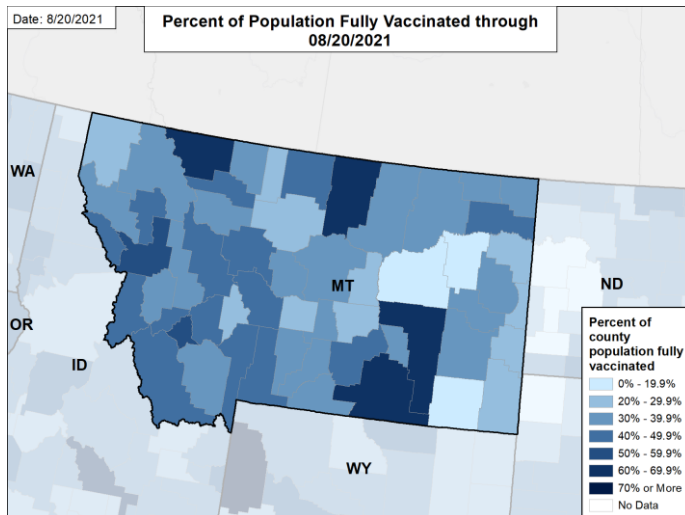 Date: 8/20/2021
Percent of Population Fully Vaccinated through
08/20/2021
WA
MT
ND
OR
ID
WY
Percent of
county
population fully
vaccinated
0% - 19.9%
20% - 29.9%
30% - 39.9%
40% - 49.9%
50% - 59.9%
60% - 69.9%
70% or More
No Data